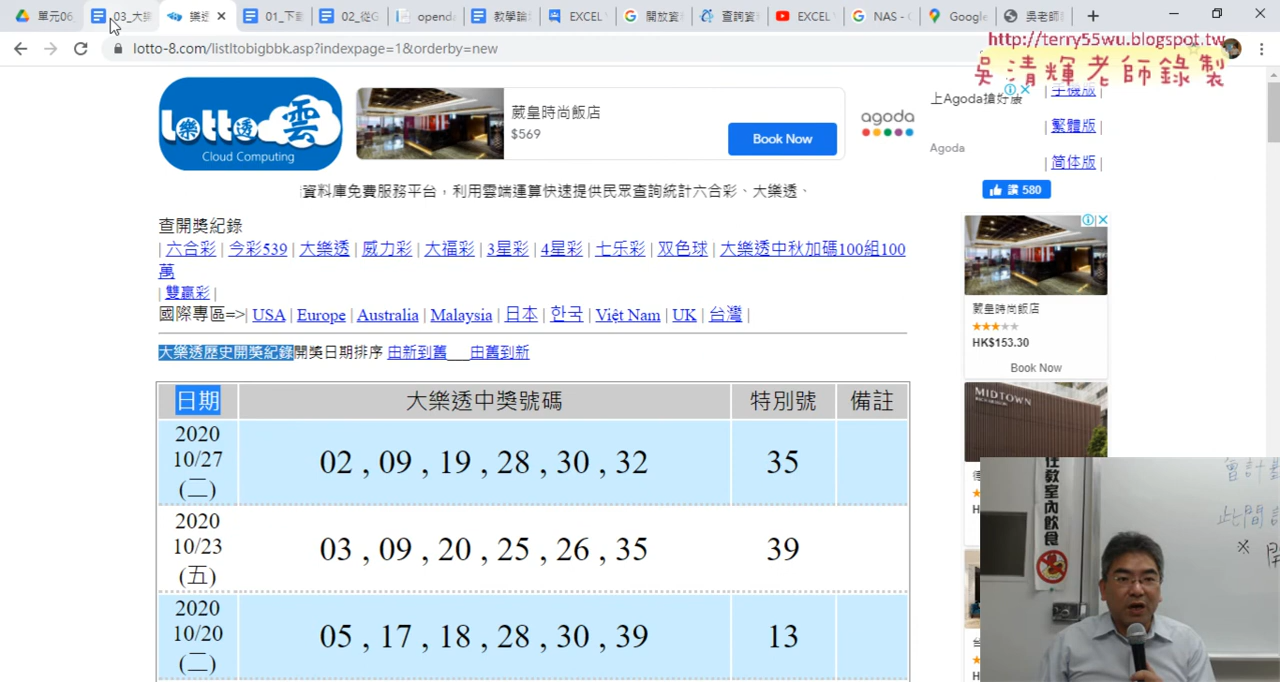 單元06
03_大
樂透
01_下
02_從G
openda
教學論
EXCEL
開放資
查詢資
EXCEL
NAS - C
Google
吳老師
lotto-8.com/listltobigbbk.asp?indexpage=1&orderby=new
http://terry55wu.blogspot.tw
吳清輝老師錄製
Lotto 雲
樂透
Cloud Computing
葳皇時尚飯店
$569
Book Now
agoda
上Agoda搶好康
Agoda
| 手機版
| 繁體版
| 简体版
資料庫免費服務平台，利用雲端運算快速提供民眾查詢統計六合彩、大樂透、
讚 580
查開獎紀錄
| 六合彩 | 今彩539 | 大樂透 | 威力彩 | 大福彩 | 3星彩 | 4星彩 | 七乐彩 | 双色球 | 大樂透中秋加碼100組100
萬
| 雙贏彩 |
國際專區=>| USA | Europe | Australia | Malaysia | 日本 | 한국 | Việt Nam | UK | 台灣 |
葳皇時尚飯店
HK$153.30
Book Now
MIDTOWN
大樂透歷史開獎紀錄開獎日期排序 由新到舊___由舊到新
日期 大樂透中獎號碼 特別號 備註
2020
10/27
(二)
02 , 09 , 19 , 28 , 30 , 32 35
2020
10/23
(五)
03 , 09 , 20 , 25 , 26 , 35 39
2020
10/20
(二)
05 , 17 , 18 , 28 , 30 , 39 13
任教室內飲食
會計
此間
※ 開